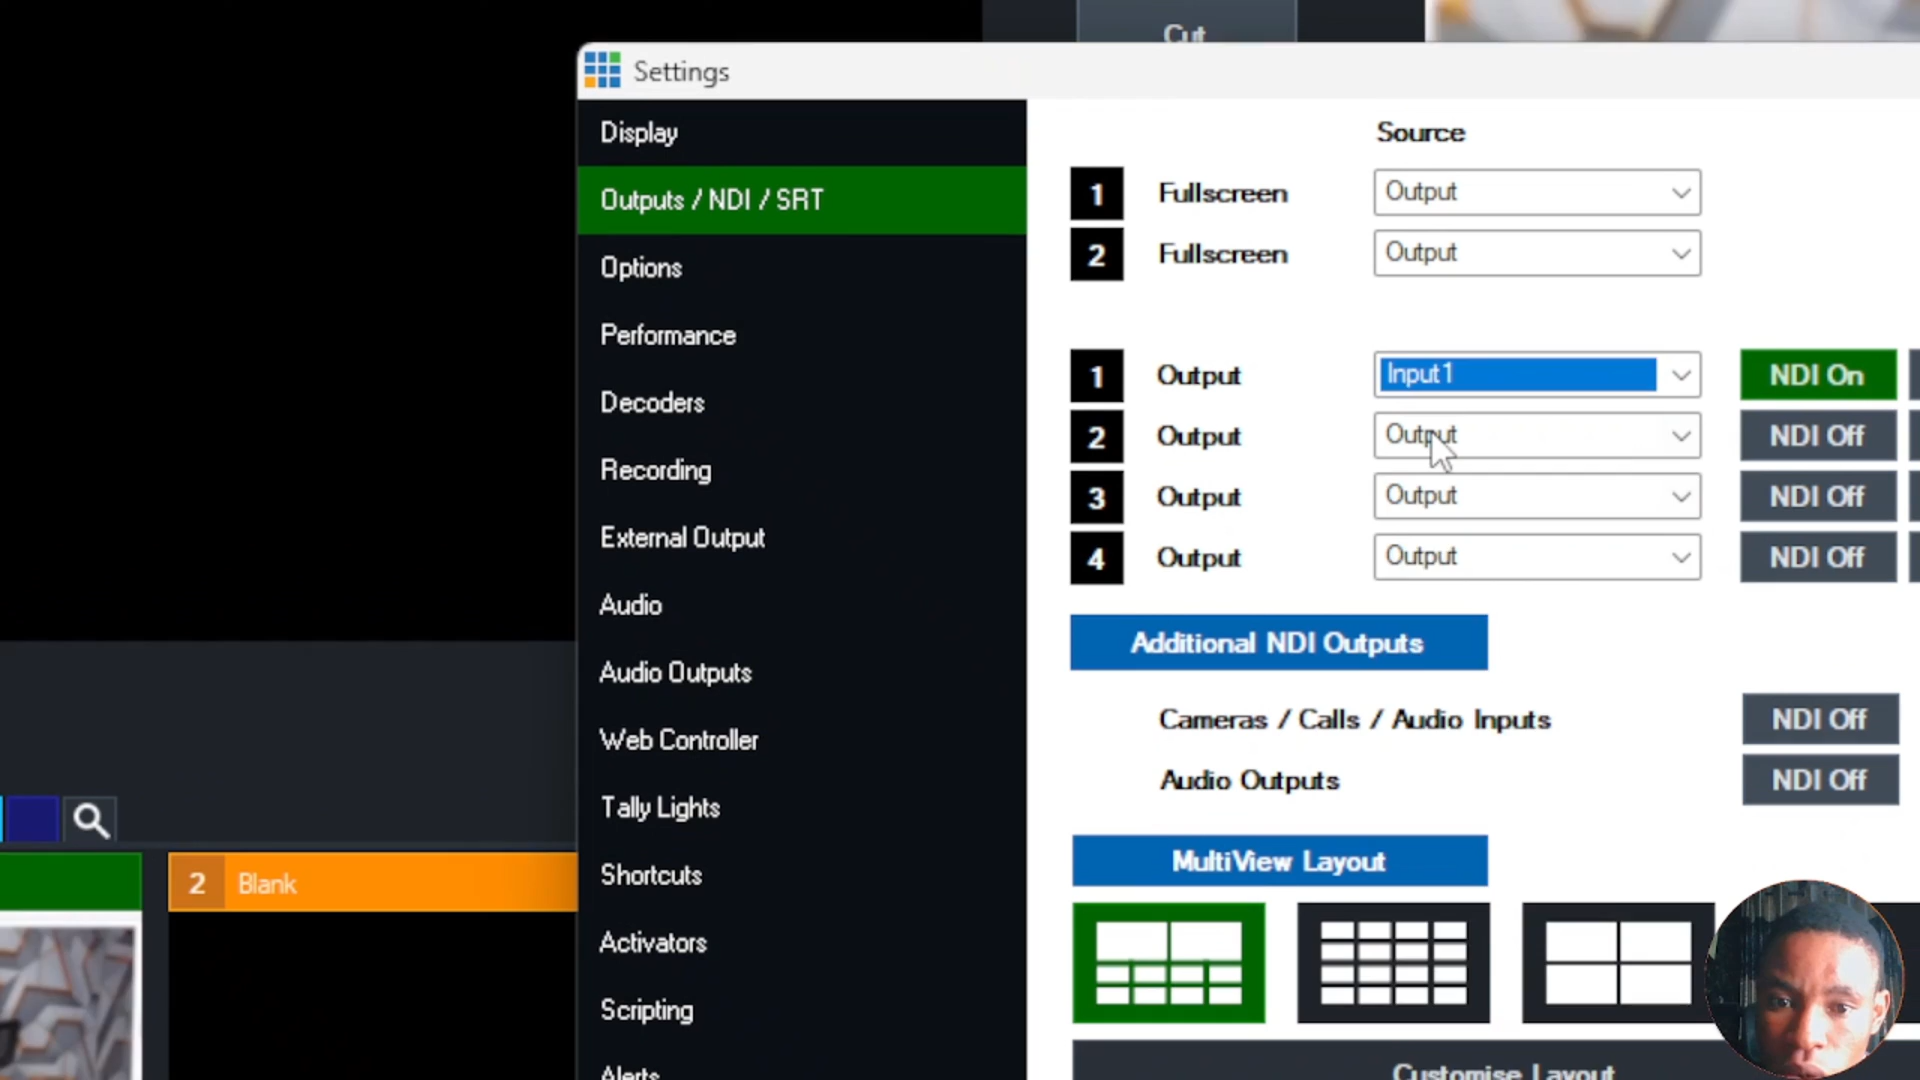 Cut
Settings
Display
Outputs / NDI / SRT
Options
Performance
Decoders
Recording
External Output
Audio
Audio Outputs
Web Controller
Tally Lights
Shortcuts
Activators
Scripting
Alerts
Source
1 Fullscreen Output
2 Fullscreen Output
1 Output Input1 NDI On
2 Output Output NDI Off
3 Output Output NDI Off
4 Output Output NDI Off
Additional NDI Outputs
Cameras / Calls / Audio Inputs NDI Off
Audio Outputs NDI Off
MultiView Layout
Customise Layout
2 Blank